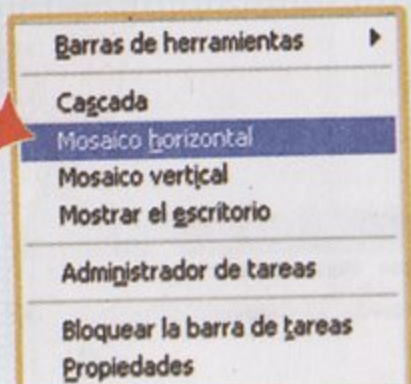 Barras de herramientas
Cascada
Mosaico horizontal
Mosaico vertical
Mostrar el escritorio
Administrador de tareas
Bloquear la barra de tareas
Propiedades